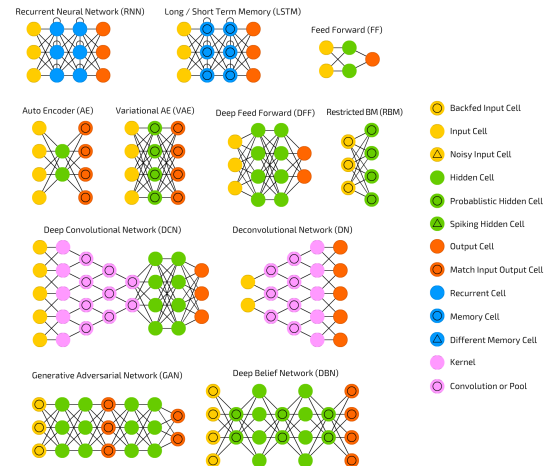 Recurrent Neural Network (RNN)
Long / Short Term Memory (LSTM)
Feed Forward (FF)
Auto Encoder (AE)
Variational AE (VAE)
Deep Feed Forward (DFF)
Restricted BM (RBM)
Deep Convolutional Network (DCN)
Deconvolutional Network (DN)
Generative Adversarial Network (GAN)
Deep Belief Network (DBN)
Backfed Input Cell
Input Cell
Noisy Input Cell
Hidden Cell
Probablistic Hidden Cell
Spiking Hidden Cell
Output Cell
Match Input Output Cell
Recurrent Cell
Memory Cell
Different Memory Cell
Kernel
Convolution or Pool